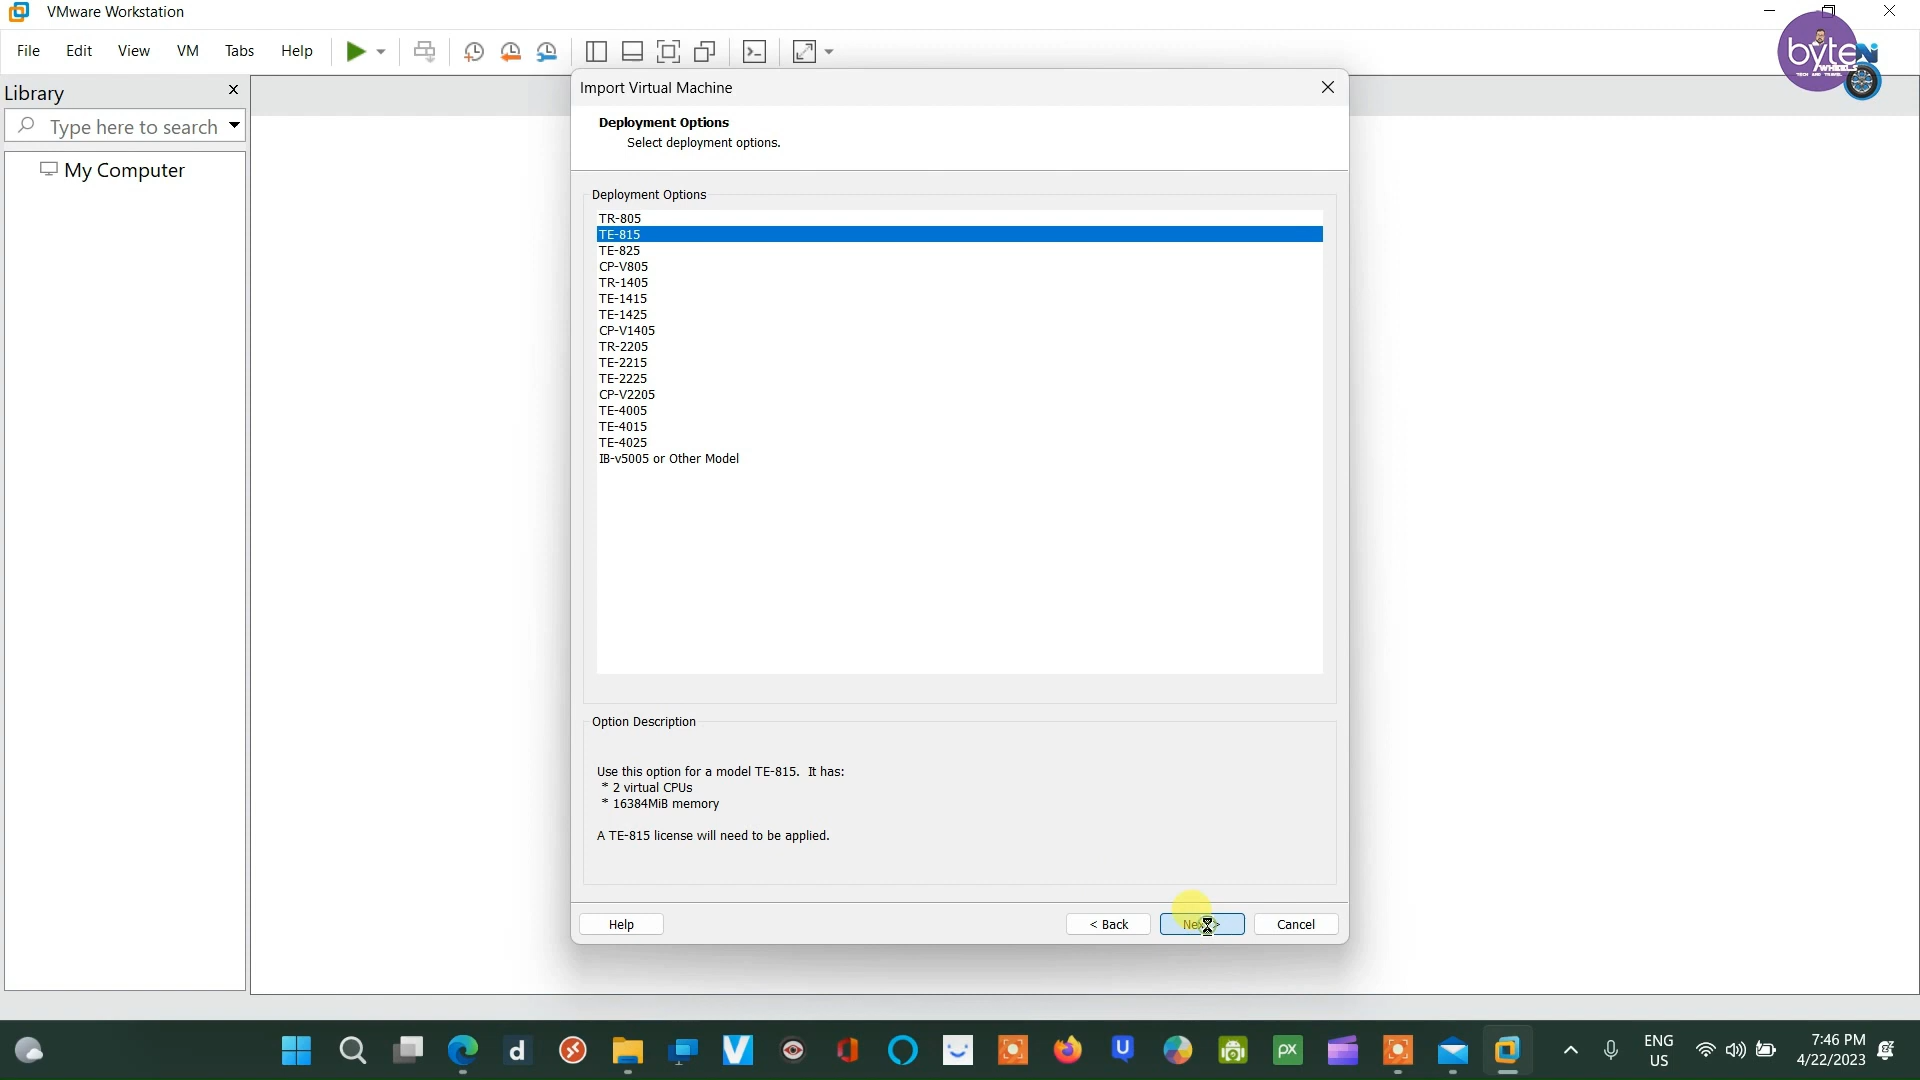 VMware Workstation
File Edit View VM Tabs Help
byte
WHEELS
TECH AND TRAVEL
Library
Type here to search
My Computer
Import Virtual Machine
Deployment Options
Select deployment options.
Deployment Options
TR-805
TE-815
TE-825
CP-V805
TR-1405
TE-1415
TE-1425
CP-V1405
TR-2205
TE-2215
TE-2225
CP-V2205
TE-4005
TE-4015
TE-4025
IB-v5005 or Other Model
Option Description
Use this option for a model TE-815. It has:
* 2 virtual CPUs
* 16384MiB memory
A TE-815 license will need to be applied.
Help < Back Cancel
ENG
US
7:46 PM
4/22/2023